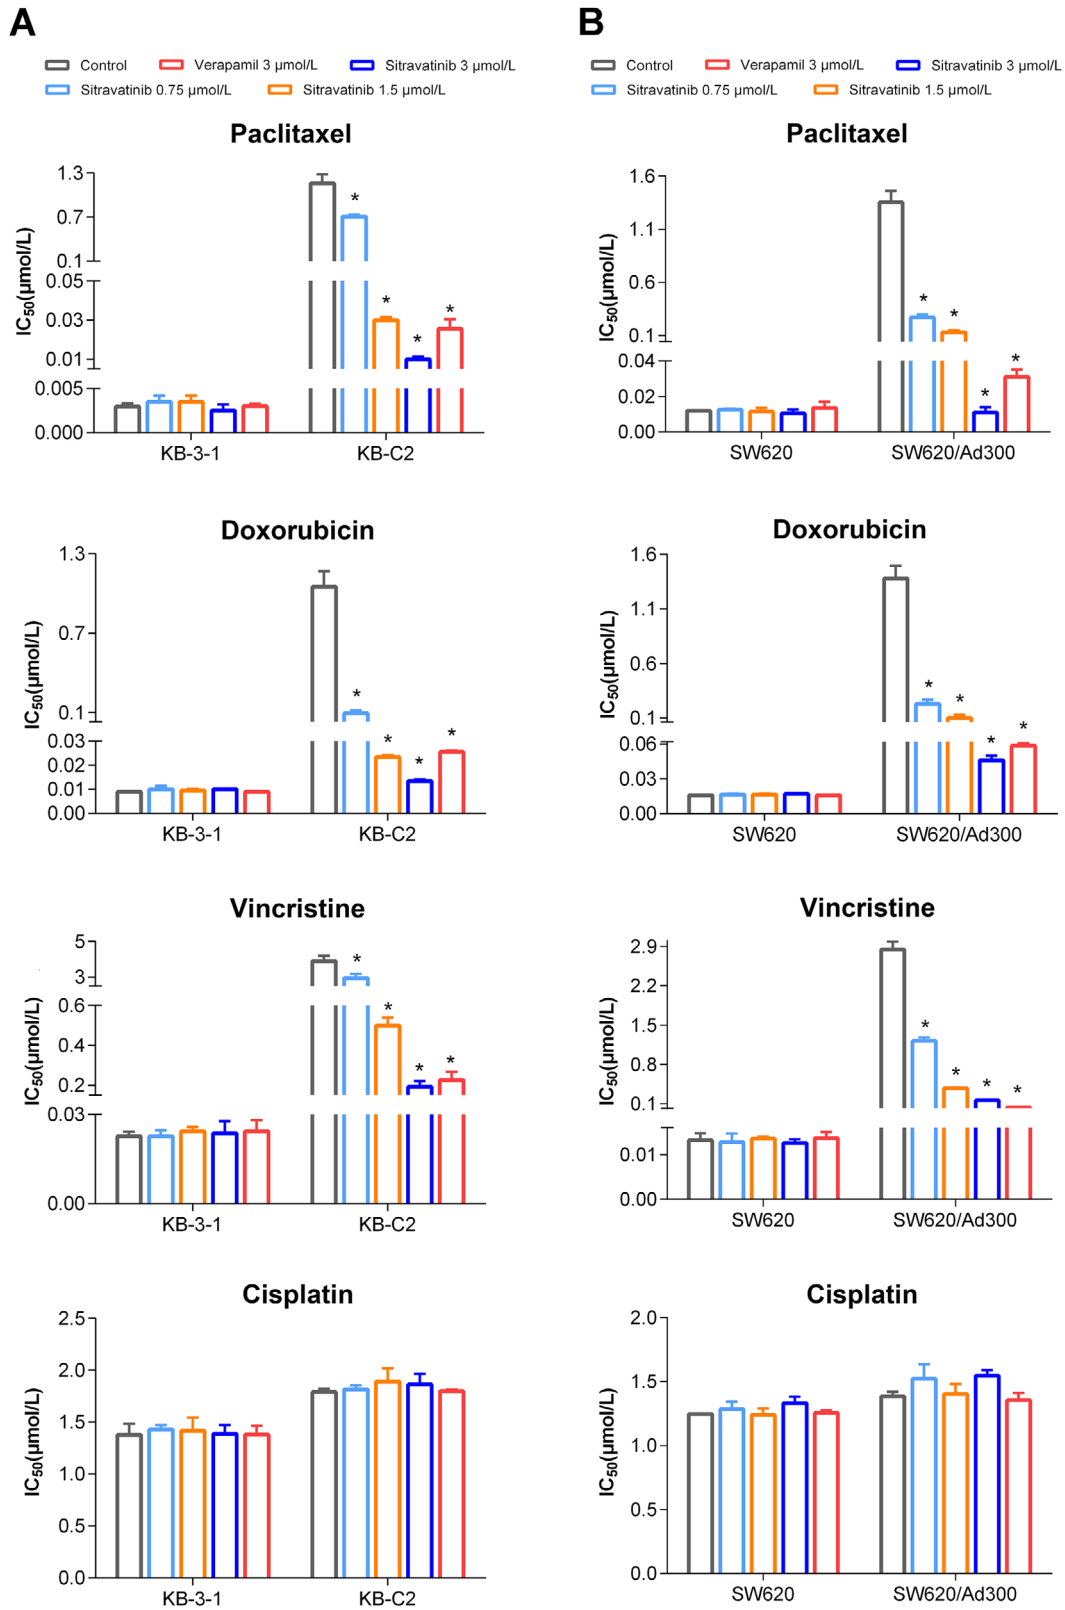 A
Control
Verapamil 3 µmol/L
Sitravatinib 3 µmol/L
Sitravatinib 0.75 µmol/L
Sitravatinib 1.5 µmol/L
Paclitaxel
IC50(µmol/L)
1.3
0.7
0.1
0.05
0.03
0.01
0.005
0.000
*
*
*
*
KB-3-1
KB-C2
Doxorubicin
IC50(µmol/L)
1.3
0.7
0.1
0.03
0.02
0.01
0.00
*
*
*
*
KB-3-1
KB-C2
Vincristine
IC50(µmol/L)
5
3
0.6
0.4
0.2
0.03
0.00
*
*
*
*
KB-3-1
KB-C2
Cisplatin
IC50(µmol/L)
2.5
2.0
1.5
1.0
0.5
0.0
KB-3-1
KB-C2
B
Control
Verapamil 3 µmol/L
Sitravatinib 3 µmol/L
Sitravatinib 0.75 µmol/L
Sitravatinib 1.5 µmol/L
Paclitaxel
IC50(µmol/L)
1.6
1.1
0.6
0.1
0.04
0.02
0.00
*
*
*
*
SW620
SW620/Ad300
Doxorubicin
IC50(µmol/L)
1.6
1.1
0.6
0.1
0.06
0.03
0.00
*
*
*
*
SW620
SW620/Ad300
Vincristine
IC50(µmol/L)
2.9
2.2
1.5
0.8
0.1
0.01
0.00
*
*
*
*
SW620
SW620/Ad300
Cisplatin
IC50(µmol/L)
2.0
1.5
1.0
0.5
0.0
SW620
SW620/Ad300